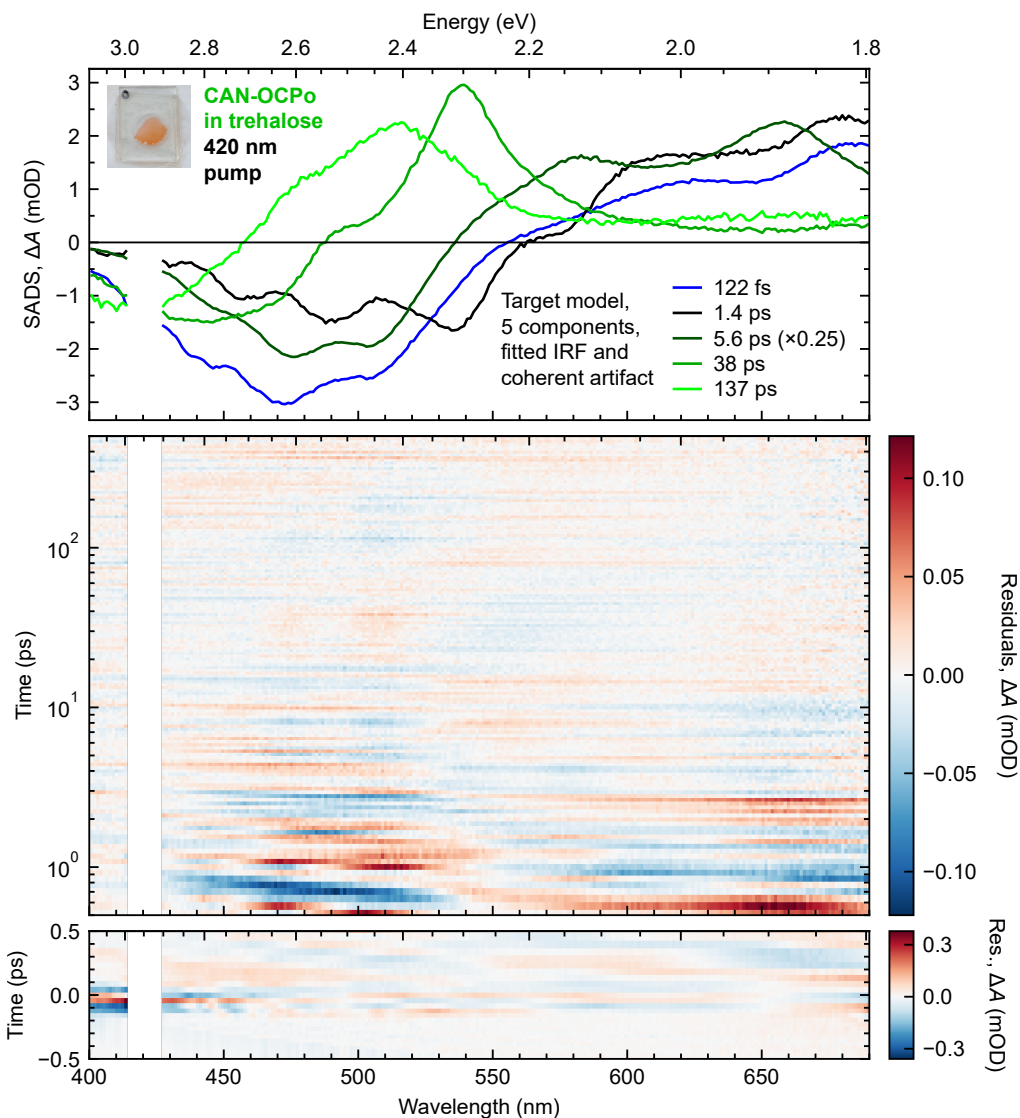 Energy (eV)
3.0 2.8 2.6 2.4 2.2 2.0 1.8
SADS, ΔA (mOD)
3
2
1
0
−1
−2
−3
CAN-OCPo
in trehalose
420 nm
pump
Target model,
5 components,
fitted IRF and
coherent artifact
122 fs
1.4 ps
5.6 ps (×0.25)
38 ps
137 ps
Time (ps)
10²
10¹
10⁰
0.10
0.05
0.00
−0.05
−0.10
Residuals, ΔA (mOD)
Time (ps)
0.5
0.0
−0.5
0.3
0.0
−0.3
Res., ΔA (mOD)
400 450 500 550 600 650
Wavelength (nm)